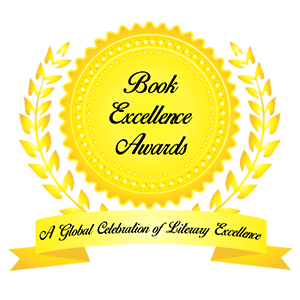 Book
Excellence
Awards
A Global Celebration of Literary Excellence